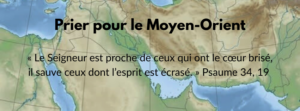 Prier pour le Moyen-Orient
« Le Seigneur est proche de ceux qui ont le cœur brisé,
il sauve ceux dont l'esprit est écrasé. » Psaume 34, 19